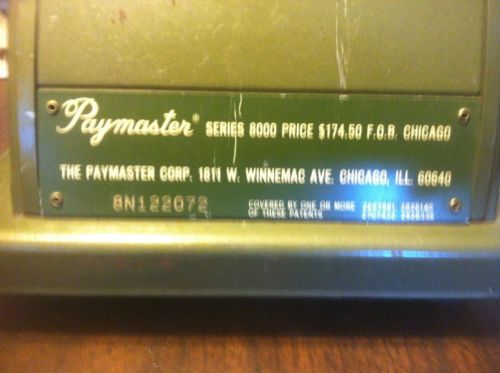 Paymaster® SERIES 8000 PRICE $174.50 F.O.B. CHICAGO
THE PAYMASTER CORP. 1811 W. WINNEMAC AVE. CHICAGO, ILL. 60640
8N122072
COVERED BY ONE OR MORE
OF THESE PATENTS